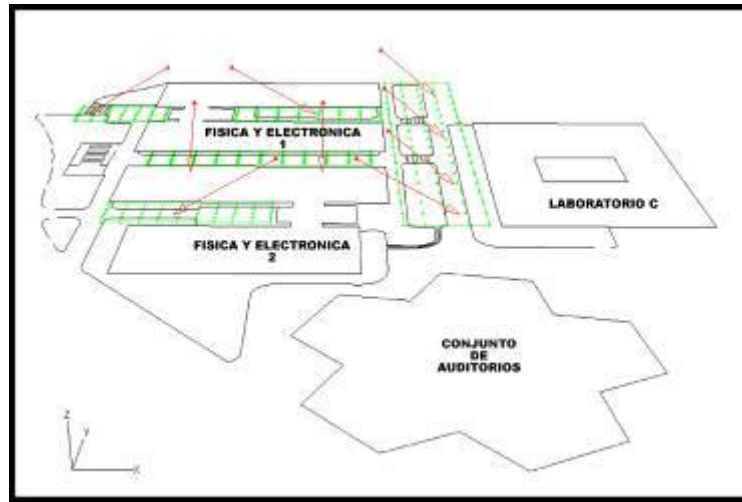 FISICA Y ELECTRONICA
1
LABORATORIO C
FISICA Y ELECTRONICA
2
CONJUNTO
DE
AUDITORIOS
Z
Y
X